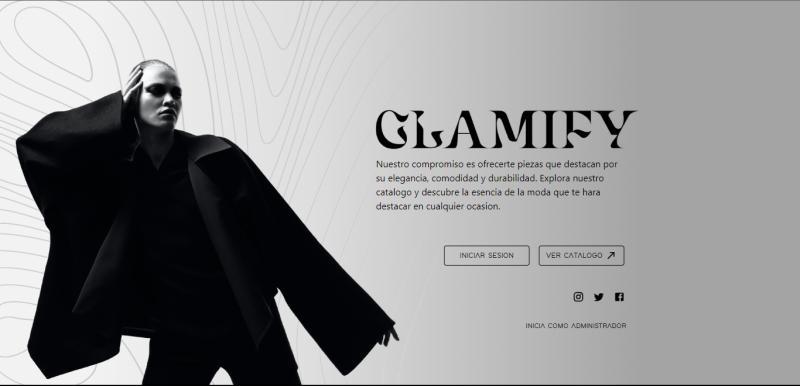 GLAMIFY
Nuestro compromiso es ofrecerte piezas que destacan por
su elegancia, comodidad y durabilidad. Explora nuestro
catalogo y descubre la esencia de la moda que te hara
destacar en cualquier ocasion.
INICIAR SESION
VER CATALOGO
INICIA COMO ADMINISTRADOR